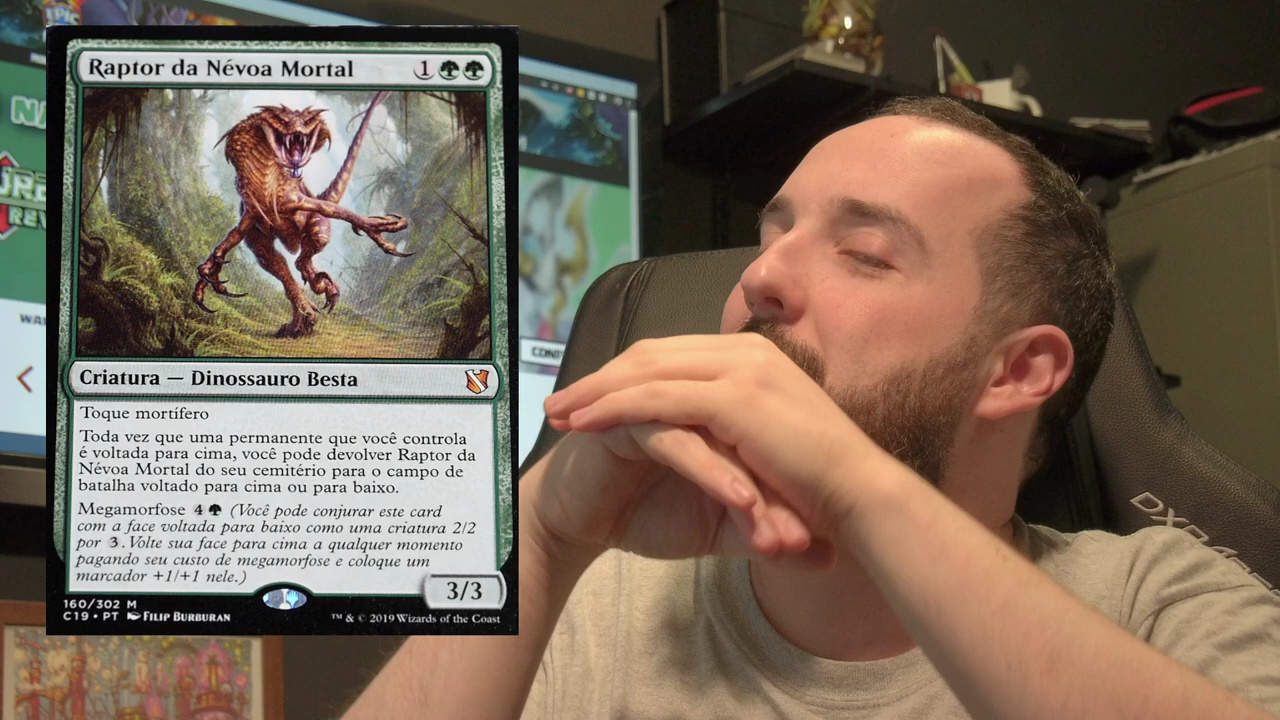 Raptor da Névoa Mortal 1
Criatura — Dinossauro Besta
Toque mortífero
Toda vez que uma permanente que você controla
é voltada para cima, você pode devolver Raptor da
Névoa Mortal do seu cemitério para o campo de
batalha voltado para cima ou para baixo.
Megamorfose 4 (Você pode conjurar este card
com a face voltada para baixo como uma criatura 2/2
por 3. Volte sua face para cima a qualquer momento
pagando seu custo de megamorfose e coloque um
marcador +1/+1 nele.)
3/3
160/302 M
C19 • PT Filip Burburan
™ & © 2019 Wizards of the Coast